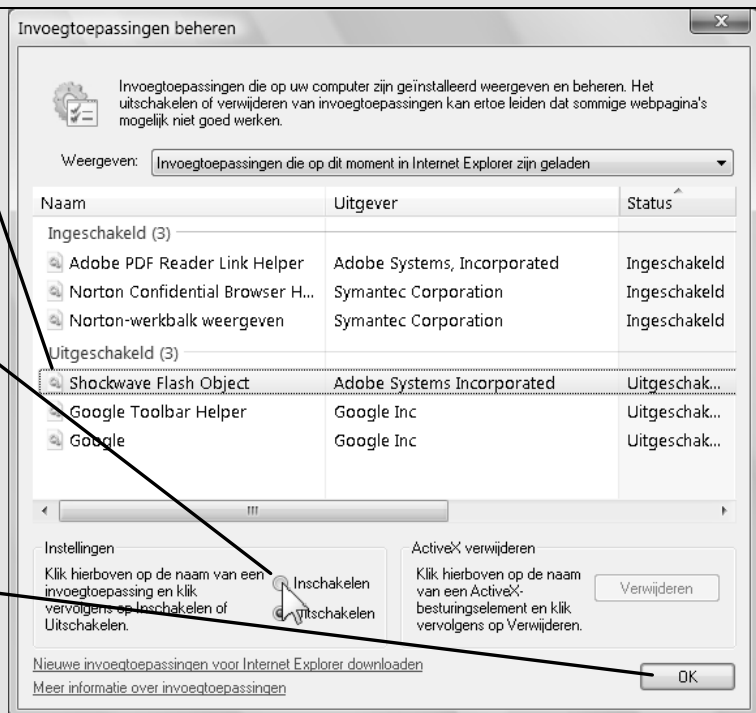 Invoegtoepassingen beheren
Invoegtoepassingen die op uw computer zijn geïnstalleerd weergeven en beheren. Het
uitschakelen of verwijderen van invoegtoepassingen kan ertoe leiden dat sommige webpagina's
mogelijk niet goed werken.
Weergeven: Invoegtoepassingen die op dit moment in Internet Explorer zijn geladen
Naam Uitgever Status
Ingeschakeld (3)
Adobe PDF Reader Link Helper Adobe Systems, Incorporated Ingeschakeld
Norton Confidential Browser H... Symantec Corporation Ingeschakeld
Norton-werkbalk weergeven Symantec Corporation Ingeschakeld
Uitgeschakeld (3)
Shockwave Flash Object Adobe Systems Incorporated Uitgeschak...
Google Toolbar Helper Google Inc Uitgeschak...
Google Google Inc Uitgeschak...
Instellingen
Klik hierboven op de naam van een
invoegtoepassing en klik
vervolgens op Inschakelen of
Uitschakelen.
Inschakelen
Uitschakelen
ActiveX verwijderen
Klik hierboven op de naam
van een ActiveX-
besturingselement en klik
vervolgens op Verwijderen.
Verwijderen
Nieuwe invoegtoepassingen voor Internet Explorer downloaden
Meer informatie over invoegtoepassingen
OK